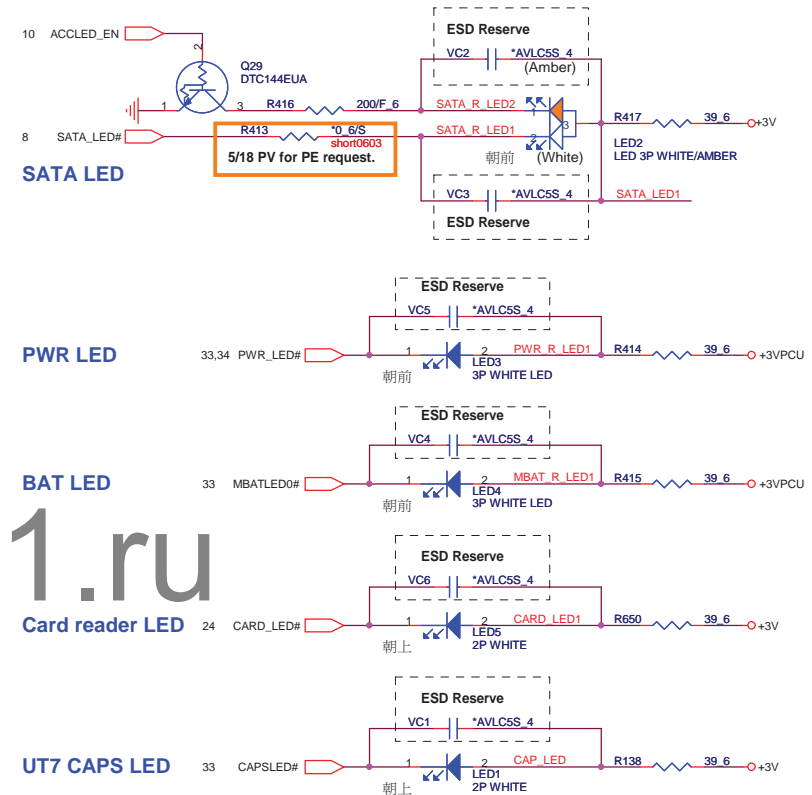 ESD Reserve
10 ACCLED_EN
2
VC2 *AVLC5S_4
(Amber)
Q29
DTC144EUA
1 3 R416 200/F_6 SATA_R_LED2 1
R417 39_6 +3V
3
8 SATA_LED# R413 *0_6/S SATA_R_LED1 2
short0603
LED2
LED 3P WHITE/AMBER
5/18 PV for PE request.
朝前 (White)
SATA LED
VC3 *AVLC5S_4 SATA_LED1
ESD Reserve
ESD Reserve
VC5 *AVLC5S_4
PWR LED 33,34 PWR_LED# 1 2 PWR_R_LED1 R414 39_6 +3VPCU
LED3
3P WHITE LED
朝前
ESD Reserve
VC4 *AVLC5S_4
BAT LED 33 MBATLED0# 1 2 MBAT_R_LED1 R415 39_6 +3VPCU
LED4
3P WHITE LED
朝前
1.ru
ESD Reserve
VC6 *AVLC5S_4
Card reader LED 24 CARD_LED# 1 2 CARD_LED1 R650 39_6 +3V
LED5
2P WHITE
朝上
ESD Reserve
VC1 *AVLC5S_4
UT7 CAPS LED 33 CAPSLED# 1 2 CAP_LED R138 39_6 +3V
LED1
2P WHITE
朝上